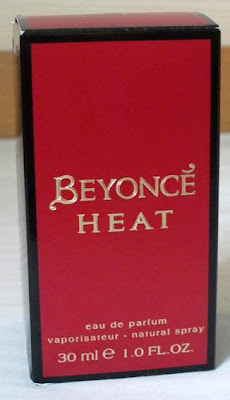 BEYONCÉ
HEAT
eau de parfum
vaporisateur - natural spray
30 ml e 1.0 FL.OZ.